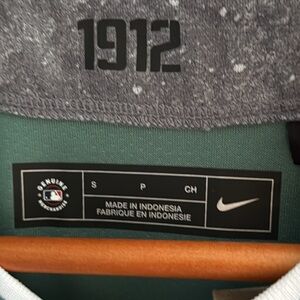 1912
GENUINE
MERCHANDISE
S P CH
MADE IN INDONESIA
FABRIQUE EN INDONESIE